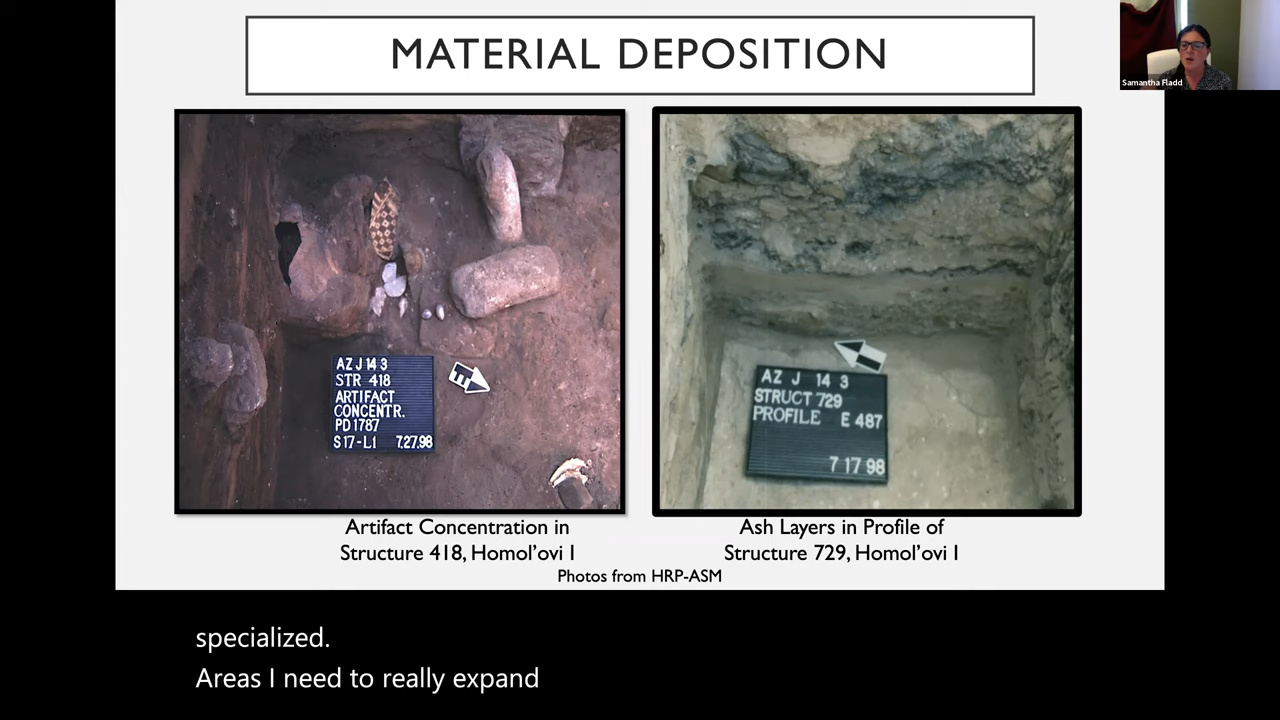 MATERIAL DEPOSITION
Samantha Fladd
AZ J 14 3
STR 418
ARTIFACT
CONCENTR.
PD 1787
S17-L1 7.27.98
AZ J 14 3
STRUCT 729
PROFILE E 487
7 17 98
Artifact Concentration in
Structure 418, Homol'ovi I
Ash Layers in Profile of
Structure 729, Homol'ovi I
Photos from HRP-ASM
specialized.
Areas I need to really expand